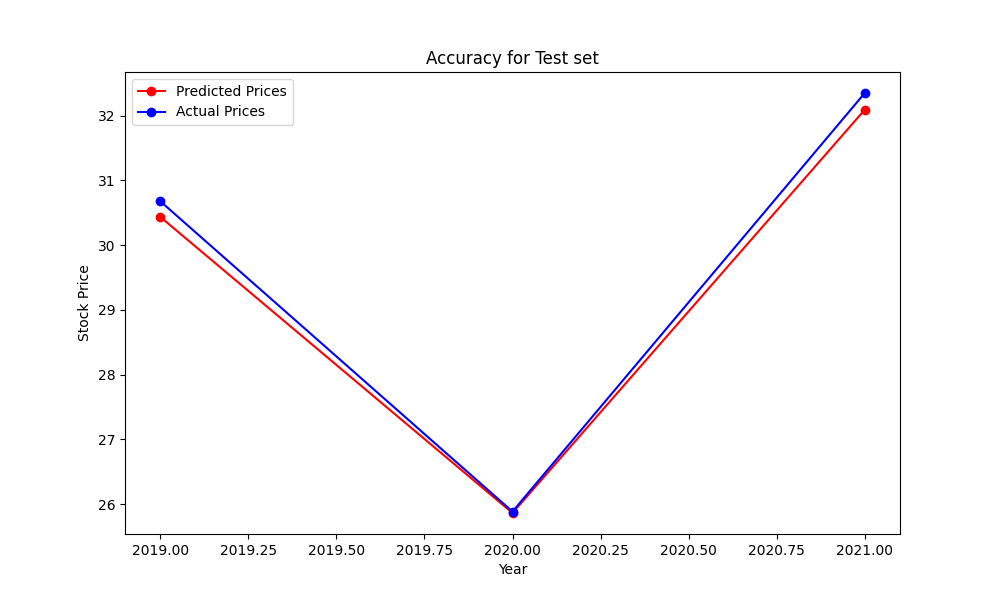 Accuracy for Test set
Predicted Prices
Actual Prices
Stock Price
32
31
30
29
28
27
26
2019.00 2019.25 2019.50 2019.75 2020.00 2020.25 2020.50 2020.75 2021.00
Year